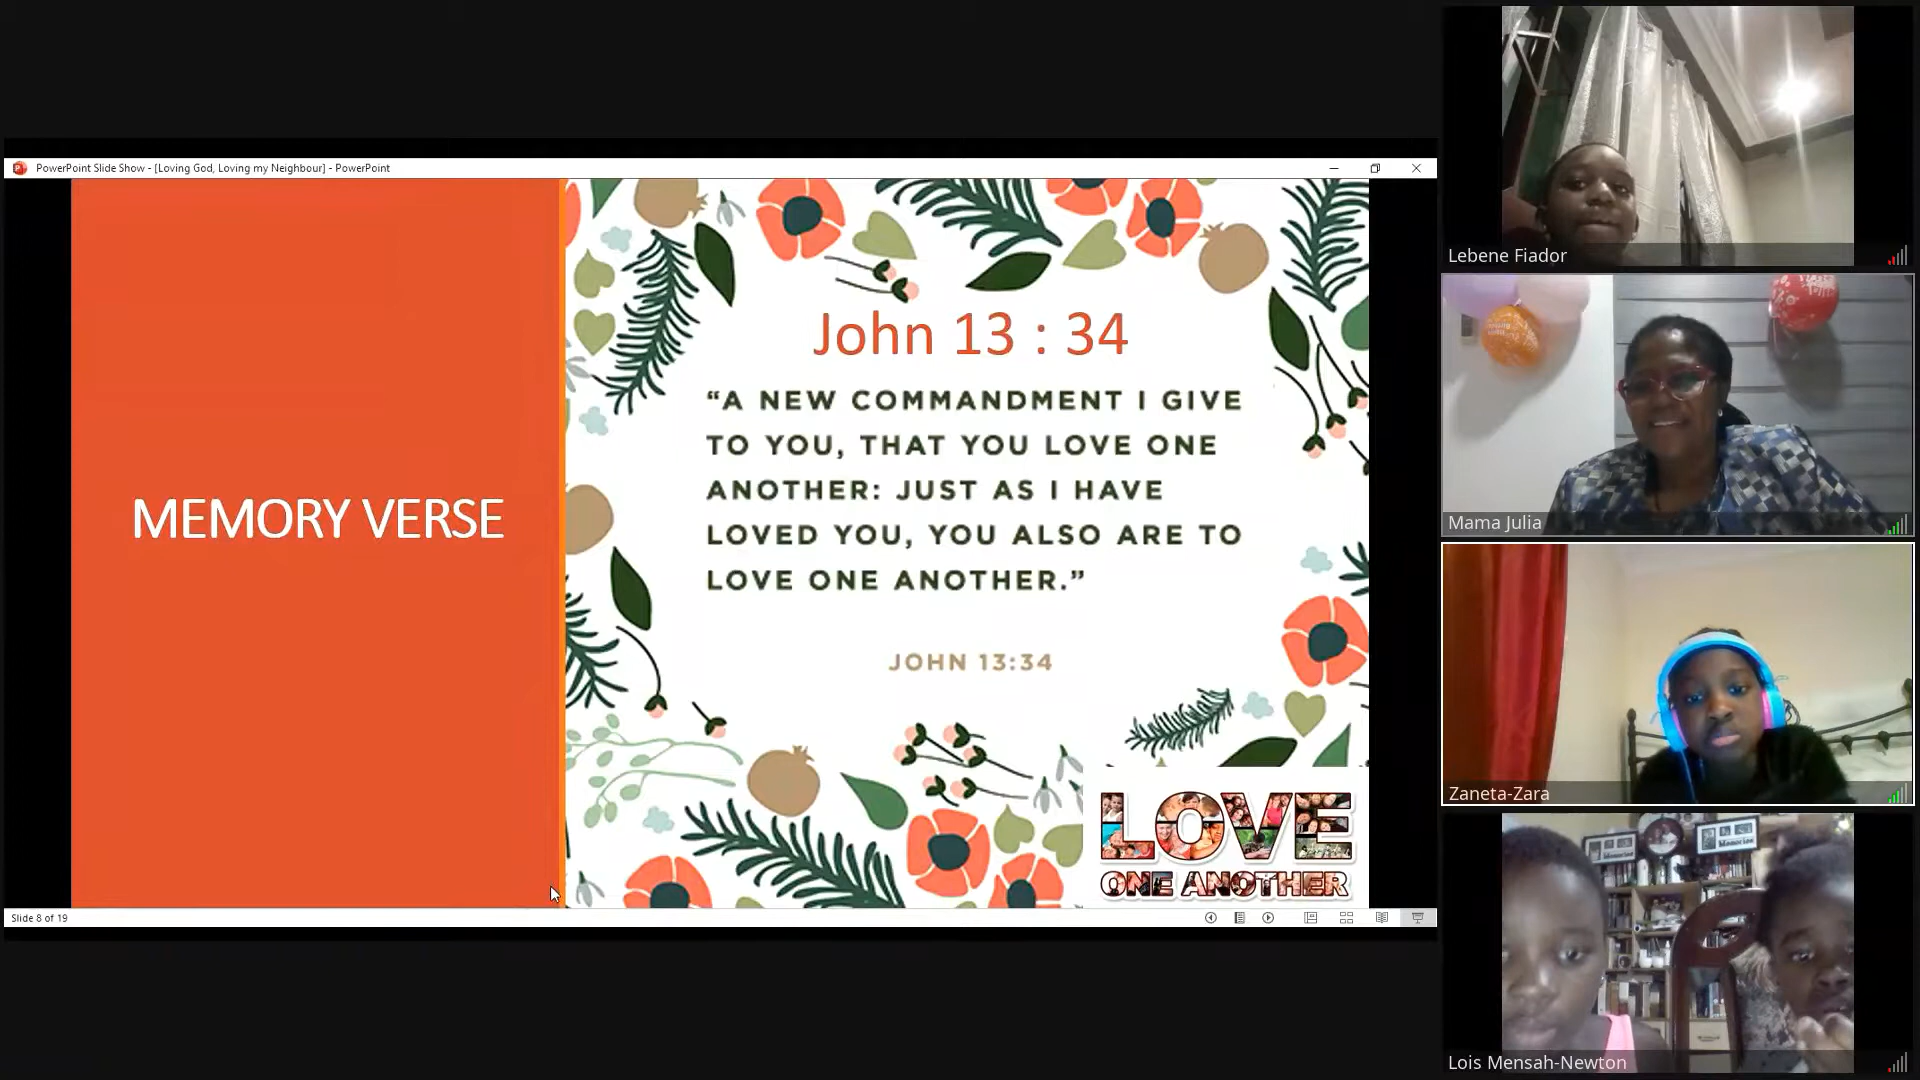 PowerPoint Slide Show - [Loving God, Loving my Neighbour] - PowerPoint
MEMORY VERSE
John 13 : 34
“A NEW COMMANDMENT I GIVE
TO YOU, THAT YOU LOVE ONE
ANOTHER: JUST AS I HAVE
LOVED YOU, YOU ALSO ARE TO
LOVE ONE ANOTHER.”
JOHN 13:34
LOVE
ONE ANOTHER
Slide 8 of 19
Lebene Fiador
Mama Julia
Zaneta-Zara
Lois Mensah-Newton